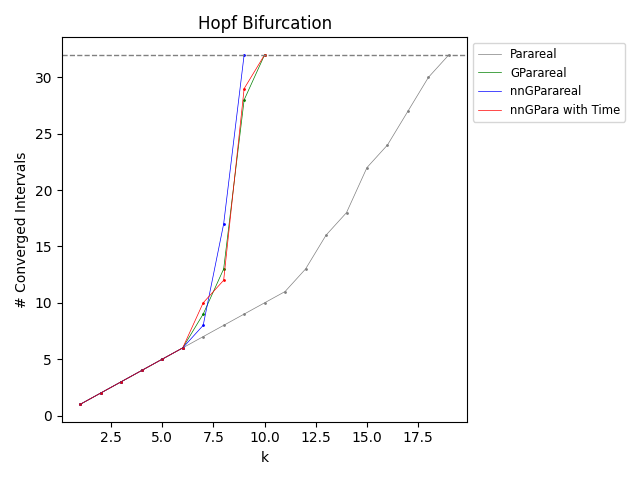 Hopf Bifurcation
# Converged Intervals
30
25
20
15
10
5
0
2.5 5.0 7.5 10.0 12.5 15.0 17.5
k
Parareal
GParareal
nnGParareal
nnGPara with Time